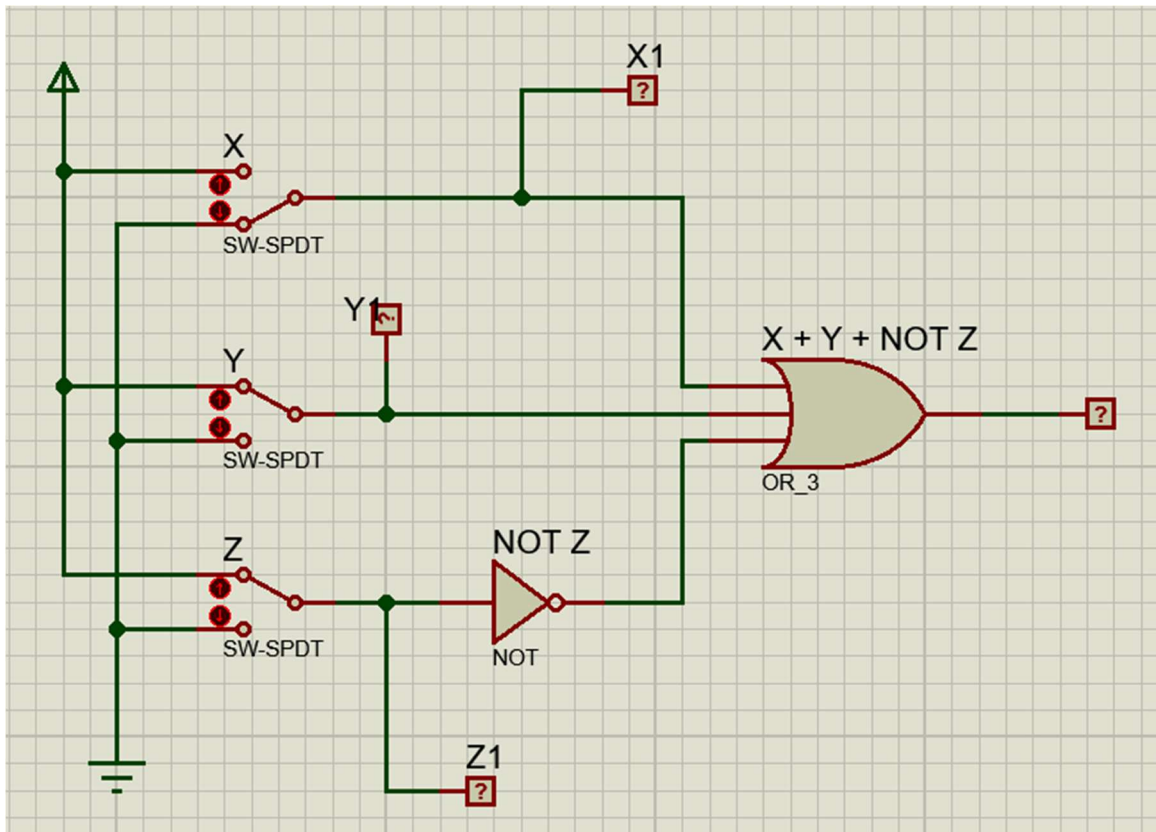 X1
?
X
SW-SPDT
Y1
?
Y
SW-SPDT
X + Y + NOT Z
?
OR_3
Z
SW-SPDT
NOT Z
NOT
Z1
?